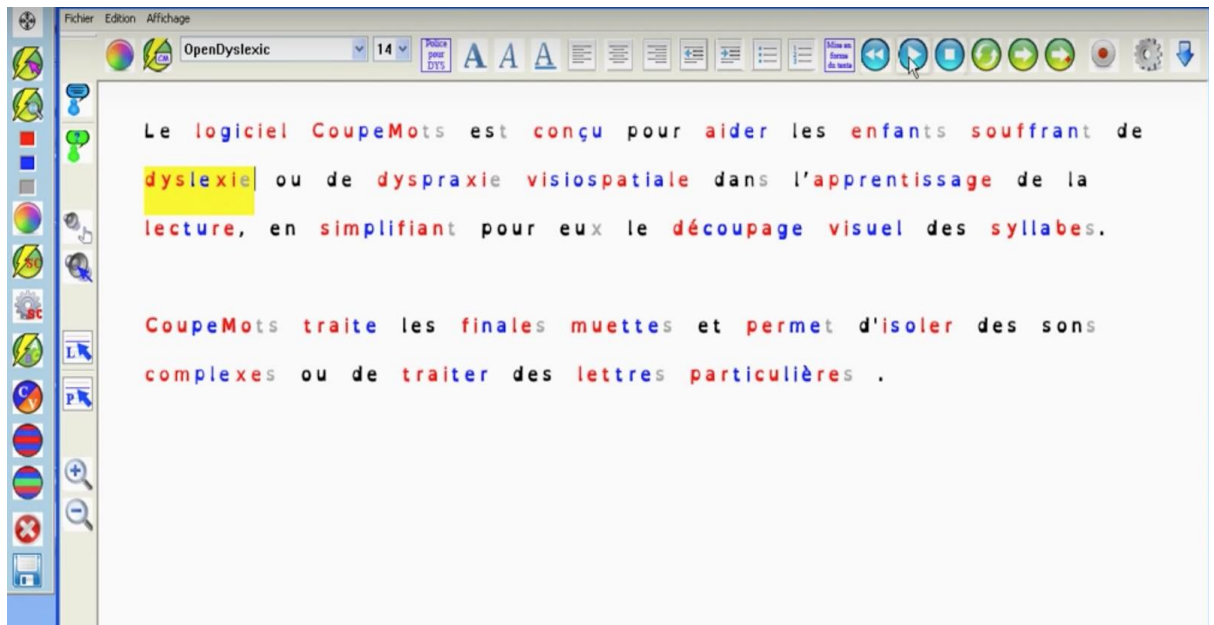 Fichier Edition Affichage
OpenDyslexic 14 Police pour DYS A A A Mise en forme du texte
CM
Le logiciel CoupeMots est conçu pour aider les enfants souffrant de
dyslexie ou de dyspraxie visiospatiale dans l'apprentissage de la
lecture, en simplifiant pour eux le découpage visuel des syllabes.
CoupeMots traite les finales muettes et permet d'isoler des sons
complexes ou de traiter des lettres particulières .
SC
SC
L
C V
P